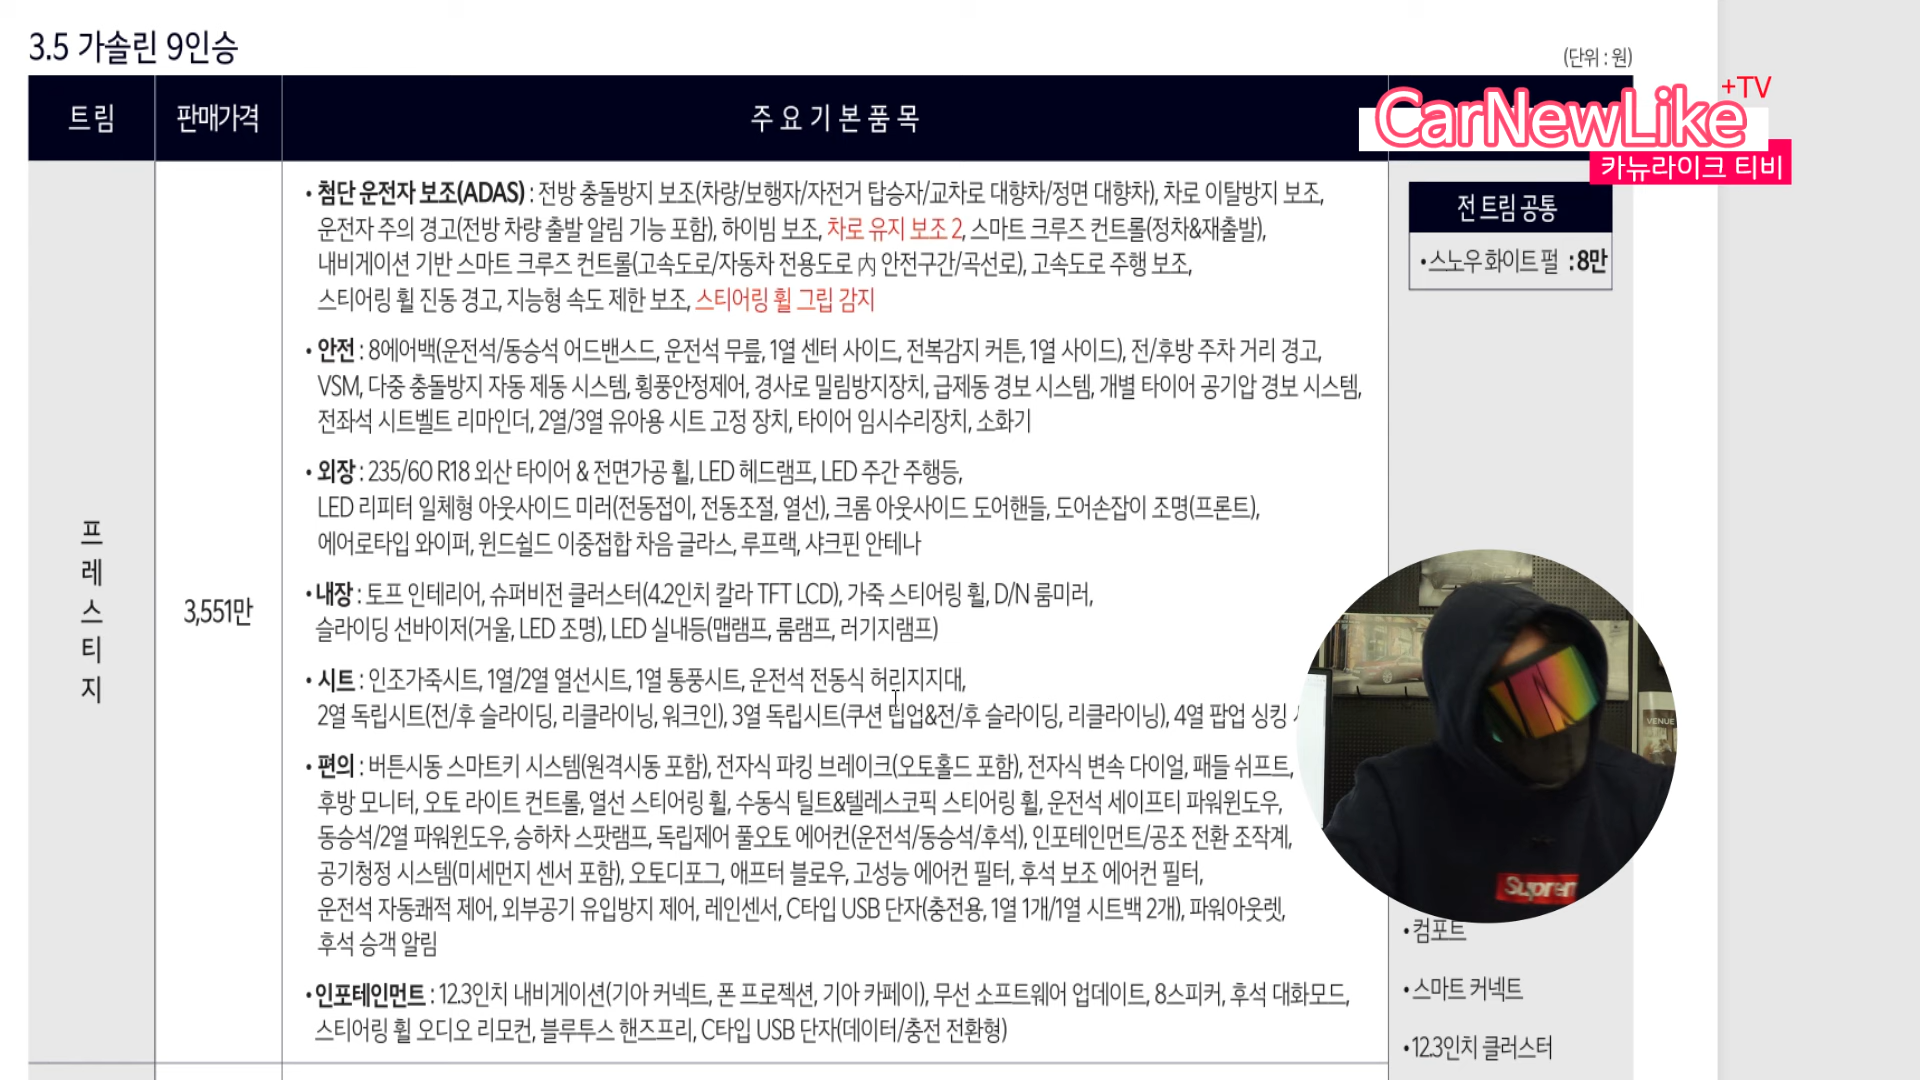 3.5 가솔린 9인승
(단위 : 원)
트림
판매가격
주요기본품목
CarNewLike
+TV
카뉴라이크 티비
프레스티지
3,551만
• 첨단 운전자 보조(ADAS) : 전방 충돌방지 보조(차량/보행자/자전거 탑승자/교차로 대향차/정면 대향차), 차로 이탈방지 보조,
운전자 주의 경고(전방 차량 출발 알림 기능 포함), 하이빔 보조, 차로 유지 보조 2, 스마트 크루즈 컨트롤(정차&재출발),
내비게이션 기반 스마트 크루즈 컨트롤(고속도로/자동차 전용도로 内 안전구간/곡선로), 고속도로 주행 보조,
스티어링 휠 진동 경고, 지능형 속도 제한 보조, 스티어링 휠 그립 감지
• 안전 : 8에어백(운전석/동승석 어드밴스드, 운전석 무릎, 1열 센터 사이드, 전복감지 커튼, 1열 사이드), 전/후방 주차 거리 경고,
VSM, 다중 충돌방지 자동 제동 시스템, 횡풍안정제어, 경사로 밀림방지장치, 급제동 경보 시스템, 개별 타이어 공기압 경보 시스템,
전좌석 시트벨트 리마인더, 2열/3열 유아용 시트 고정 장치, 타이어 임시수리장치, 소화기
• 외장 : 235/60 R18 외산 타이어 & 전면가공 휠, LED 헤드램프, LED 주간 주행등,
LED 리피터 일체형 아웃사이드 미러(전동접이, 전동조절, 열선), 크롬 아웃사이드 도어핸들, 도어손잡이 조명(프론트),
에어로타입 와이퍼, 윈드쉴드 이중접합 차음 글라스, 루프랙, 샤크핀 안테나
• 내장 : 토프 인테리어, 슈퍼비전 클러스터(4.2인치 칼라 TFT LCD), 가죽 스티어링 휠, D/N 룸미러,
슬라이딩 선바이저(거울, LED 조명), LED 실내등(맵램프, 룸램프, 러기지램프)
• 시트 : 인조가죽시트, 1열/2열 열선시트, 1열 통풍시트, 운전석 전동식 허리지지대,
2열 독립시트(전/후 슬라이딩, 리클라이닝, 워크인), 3열 독립시트(쿠션 팁업&전/후 슬라이딩, 리클라이닝), 4열 팝업 싱킹
• 편의 : 버튼시동 스마트키 시스템(원격시동 포함), 전자식 파킹 브레이크(오토홀드 포함), 전자식 변속 다이얼, 패들 쉬프트,
후방 모니터, 오토 라이트 컨트롤, 열선 스티어링 휠, 수동식 틸트&텔레스코픽 스티어링 휠, 운전석 세이프티 파워윈도우,
동승석/2열 파워윈도우, 승하차 스팟램프, 독립제어 풀오토 에어컨(운전석/동승석/후석), 인포테인먼트/공조 전환 조작계,
공기청정 시스템(미세먼지 센서 포함), 오토디포그, 애프터 블로우, 고성능 에어컨 필터, 후석 보조 에어컨 필터,
운전석 자동쾌적 제어, 외부공기 유입방지 제어, 레인센서, C타입 USB 단자(충전용, 1열 1개/1열 시트백 2개), 파워아웃렛,
후석 승객 알림
• 인포테인먼트 : 12.3인치 내비게이션(기아 커넥트, 폰 프로젝션, 기아 카페이), 무선 소프트웨어 업데이트, 8스피커, 후석 대화모드,
스티어링 휠 오디오 리모컨, 블루투스 핸즈프리, C타입 USB 단자(데이터/충전 전환형)
전 트림 공통
• 스노우 화이트 펄 : 8만
VENUE
Suprem
• 컴포트
• 스마트 커넥트
• 12.3인치 클러스터